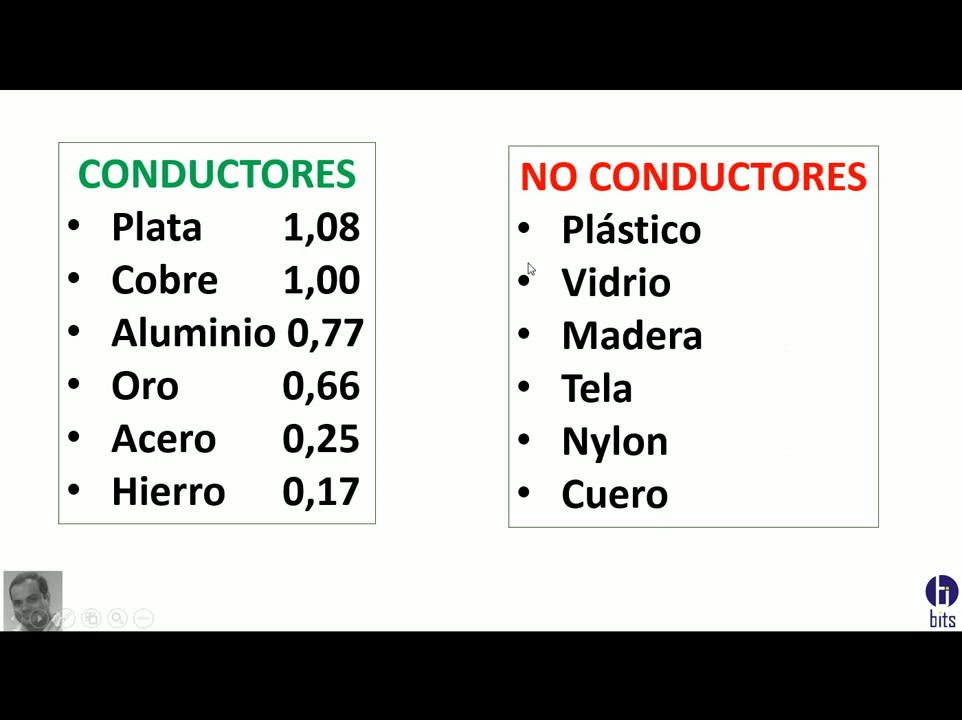 CONDUCTORES
• Plata 1,08
• Cobre 1,00
• Aluminio 0,77
• Oro 0,66
• Acero 0,25
• Hierro 0,17
NO CONDUCTORES
• Plástico
• Vidrio
• Madera
• Tela
• Nylon
• Cuero
bits